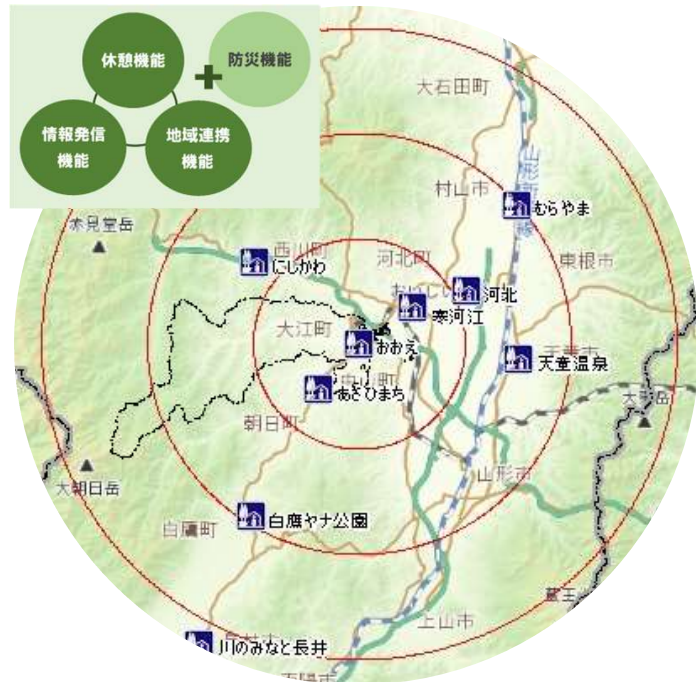 休憩機能
+
防災機能
情報発信
機能
地域連携
機能
大石田町
村山市
むらやま
赤見堂岳
西川町
にしかわ
河北町
東根市
河北
寒河江
大江町
おおえ
天童温泉
あさひまち
朝日町
大朝日岳
山形市
白鷹ヤナ公園
白鷹町
上山市
川のみなと長井